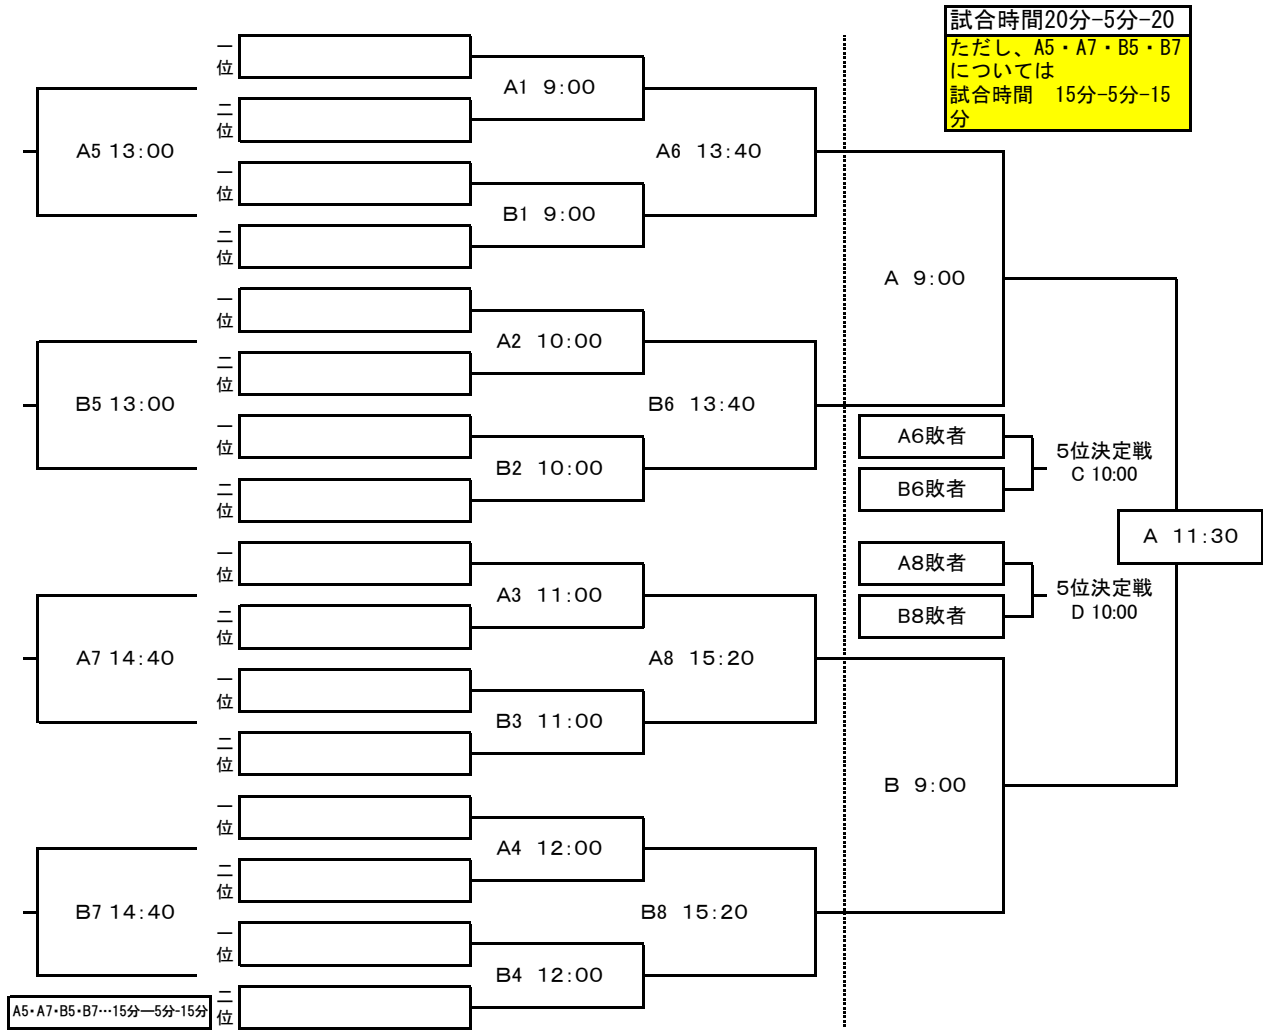 試合時間20分-5分-20
ただし、A5・A7・B5・B7
については
試合時間　15分-5分-15
分
一位
二位
一位
二位
一位
二位
一位
二位
一位
二位
一位
二位
一位
二位
一位
二位
A5 13:00
B5 13:00
A7 14:40
B7 14:40
A5・A7・B5・B7…15分―5分-15分
A1 9:00
B1 9:00
A2 10:00
B2 10:00
A3 11:00
B3 11:00
A4 12:00
B4 12:00
A6 13:40
B6 13:40
A8 15:20
B8 15:20
A 9:00
A6敗者
B6敗者
5位決定戦
C 10:00
A8敗者
B8敗者
5位決定戦
D 10:00
B 9:00
A 11:30